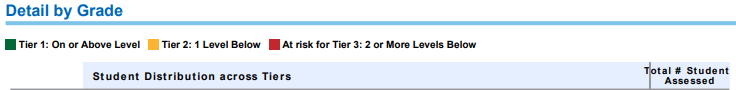 Detail by Grade
Tier 1: On or Above Level Tier 2: 1 Level Below At risk for Tier 3: 2 or More Levels Below
Student Distribution across Tiers
Total # Student
Assessed